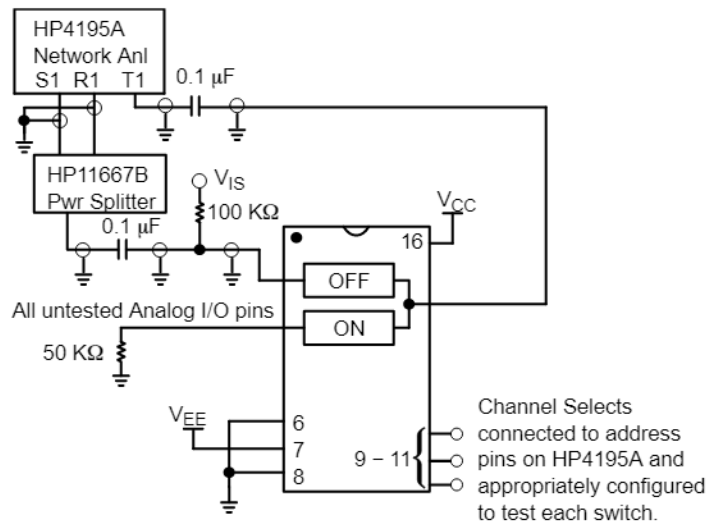 HP4195A
Network Anl
S1 R1 T1
0.1 μF
HP11667B
Pwr Splitter
V_IS
100 KΩ
0.1 μF
V_CC
16
OFF
All untested Analog I/O pins
ON
50 KΩ
V_EE
6
7
8
9 – 11
Channel Selects
connected to address
pins on HP4195A and
appropriately configured
to test each switch.